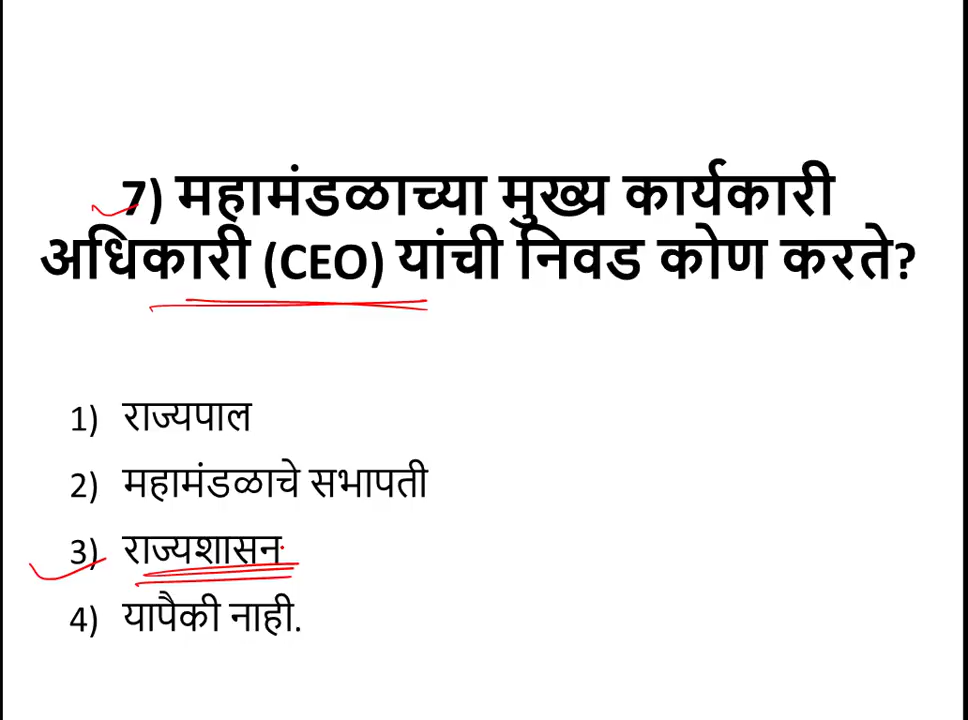 7) महामंडळाच्या मुख्य कार्यकारी
अधिकारी (CEO) यांची निवड कोण करते?
1) राज्यपाल
2) महामंडळाचे सभापती
3) राज्यशासन
4) यापैकी नाही.